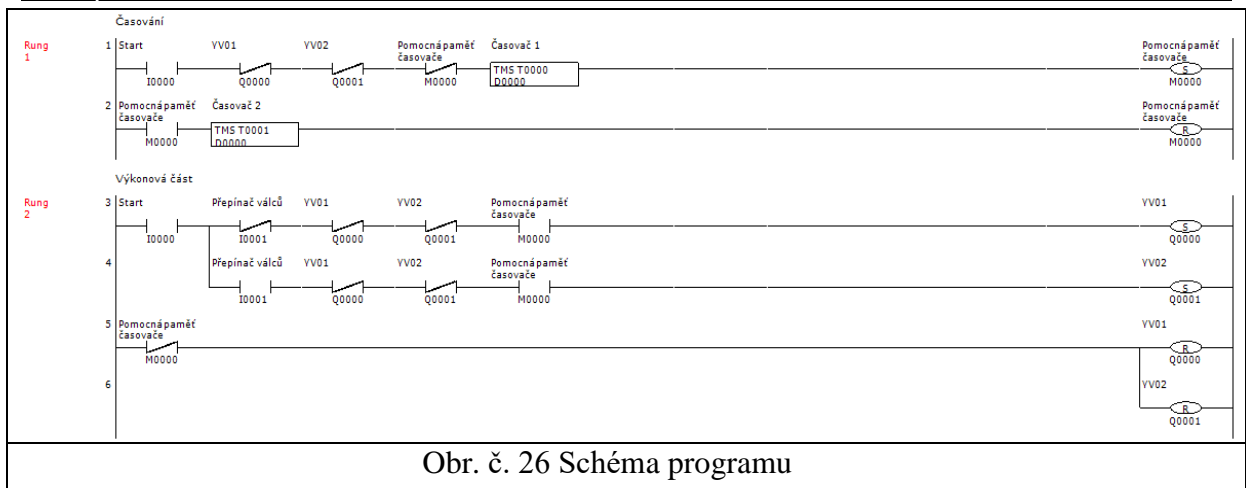 Časování
Rung 1 1 Start YV01 YV02 Pomocná paměť časovače Časovač 1 Pomocná paměť časovače
TMS T0000 S
I0000 Q0000 Q0001 M0000 D0000 M0000
2 Pomocná paměť časovače Časovač 2 Pomocná paměť časovače
TMS T0001 R
M0000 D0000 M0000
Výkonová část
Rung 2 3 Start Přepínač válců YV01 YV02 Pomocná paměť časovače YV01
S
I0000 I0001 Q0000 Q0001 M0000 Q0000
4 Přepínač válců YV01 YV02 Pomocná paměť časovače YV02
S
I0001 Q0000 Q0001 M0000 Q0001
5 Pomocná paměť časovače YV01
R
M0000 Q0000
6 YV02
R
Q0001
Obr. č. 26 Schéma programu